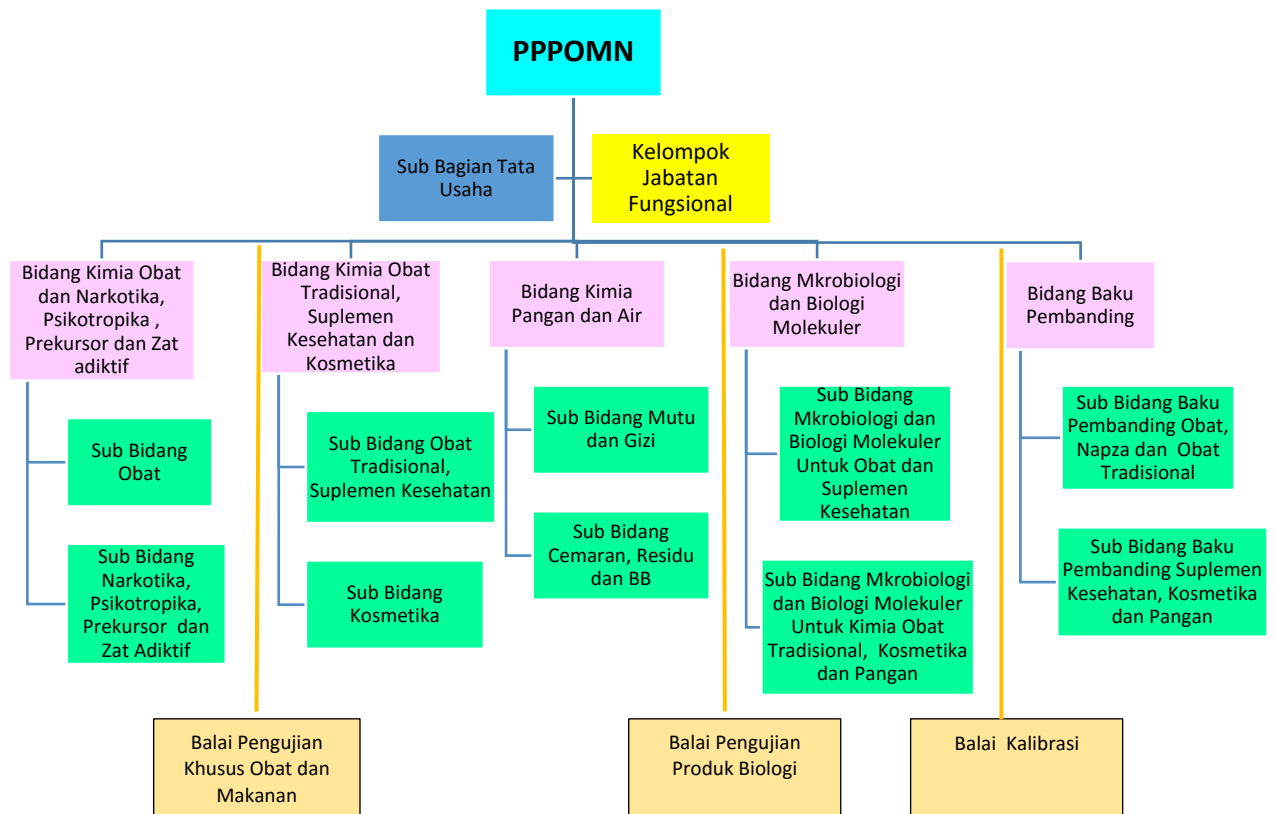 PPPOMN
Sub Bagian Tata
Usaha
Kelompok
Jabatan
Fungsional
Bidang Kimia Obat
dan Narkotika,
Psikotropika ,
Prekursor dan Zat
adiktif
Bidang Kimia Obat
Tradisional,
Suplemen
Kesehatan dan
Kosmetika
Bidang Kimia
Pangan dan Air
Bidang Mkrobiologi
dan Biologi
Molekuler
Bidang Baku
Pembanding
Sub Bidang
Obat
Sub Bidang
Narkotika,
Psikotropika,
Prekursor dan
Zat Adiktif
Sub Bidang Obat
Tradisional,
Suplemen Kesehatan
Sub Bidang
Kosmetika
Sub Bidang Mutu
dan Gizi
Sub Bidang
Cemaran, Residu
dan BB
Sub Bidang
Mkrobiologi dan
Biologi Molekuler
Untuk Obat dan
Suplemen
Kesehatan
Sub Bidang Mkrobiologi
dan Biologi Molekuler
Untuk Kimia Obat
Tradisional, Kosmetika
dan Pangan
Sub Bidang Baku
Pembanding Obat,
Napza dan Obat
Tradisional
Sub Bidang Baku
Pembanding Suplemen
Kesehatan, Kosmetika
dan Pangan
Balai Pengujian
Khusus Obat dan
Makanan
Balai Pengujian
Produk Biologi
Balai Kalibrasi